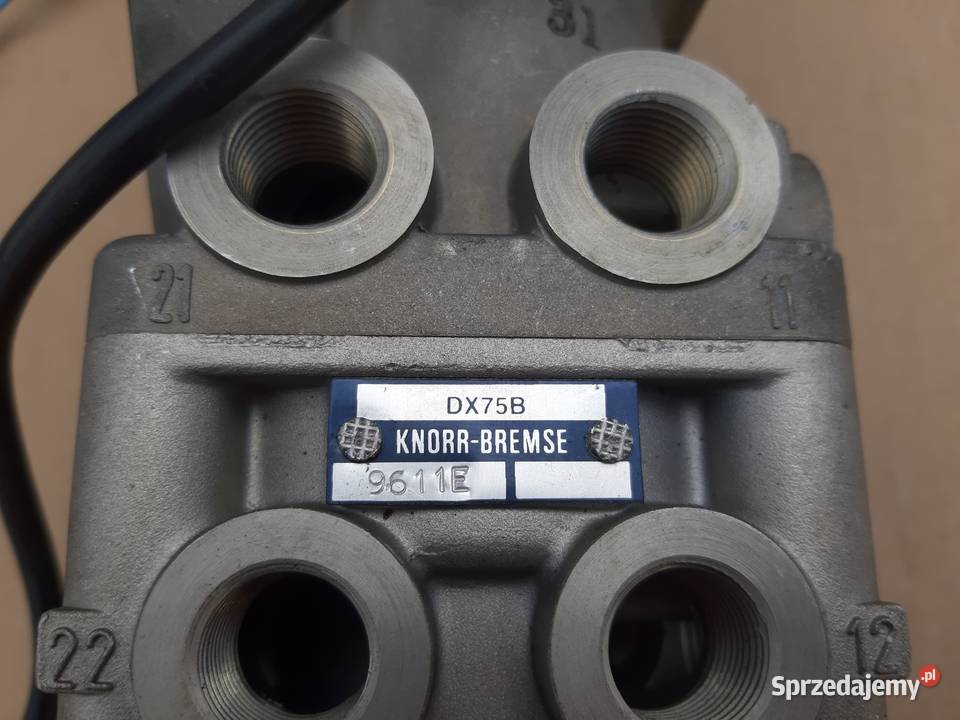 21
11
DX75B
KNORR-BREMSE
9611E
22
12
Sprzedajemy.pl